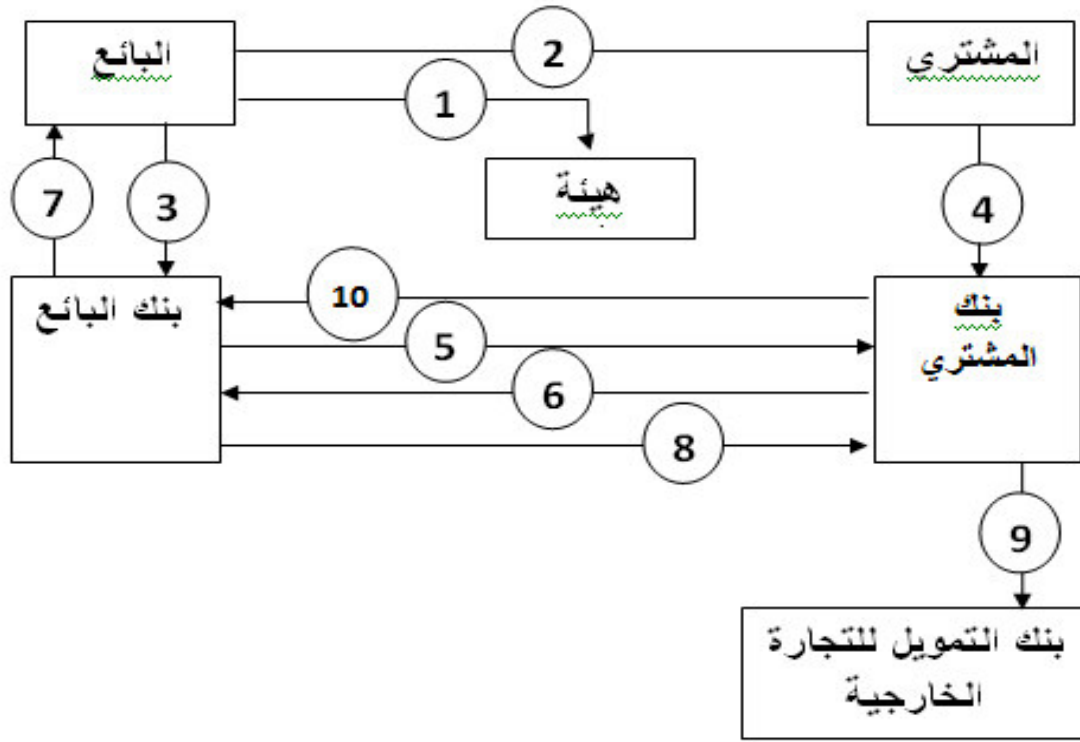 المشتري
2
البائع
1
هيئة
7
3
4
10
بنك البائع
بنك
المشتري
5
6
8
9
بنك التمويل للتجارة
الخارجية